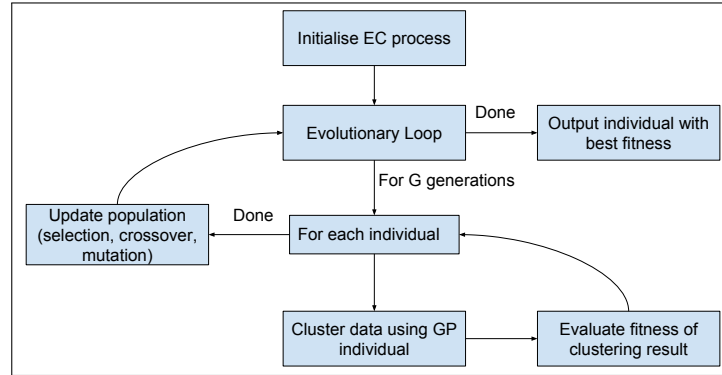 Initialise EC process
Evolutionary Loop
Done
Output individual with
best fitness
For G generations
Update population
(selection, crossover,
mutation)
Done
For each individual
Cluster data using GP
individual
Evaluate fitness of
clustering result